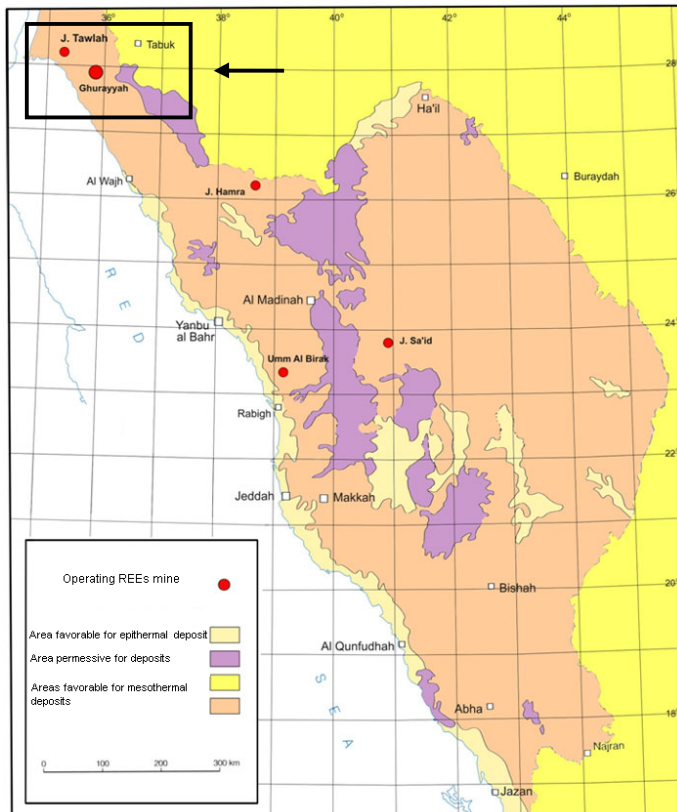 36°
38°
40°
42°
44°
J. Tawlah
Tabuk
Ghurayyah
28°
Ha'il
Al Wajh
J. Hamra
Buraydah
26°
RED
Al Madinah
24°
Yanbu
al Bahr
J. Sa'id
Umm Al Birak
Rabigh
22°
Jeddah
Makkah
Operating REEs mine
Bishah
20°
Area favorable for epithermal deposit
Area permessive for deposits
Al Qunfudhah
Areas favorable for mesothermal
deposits
SEA
Abha
18°
Najran
0
100
200
300 km
Jazan